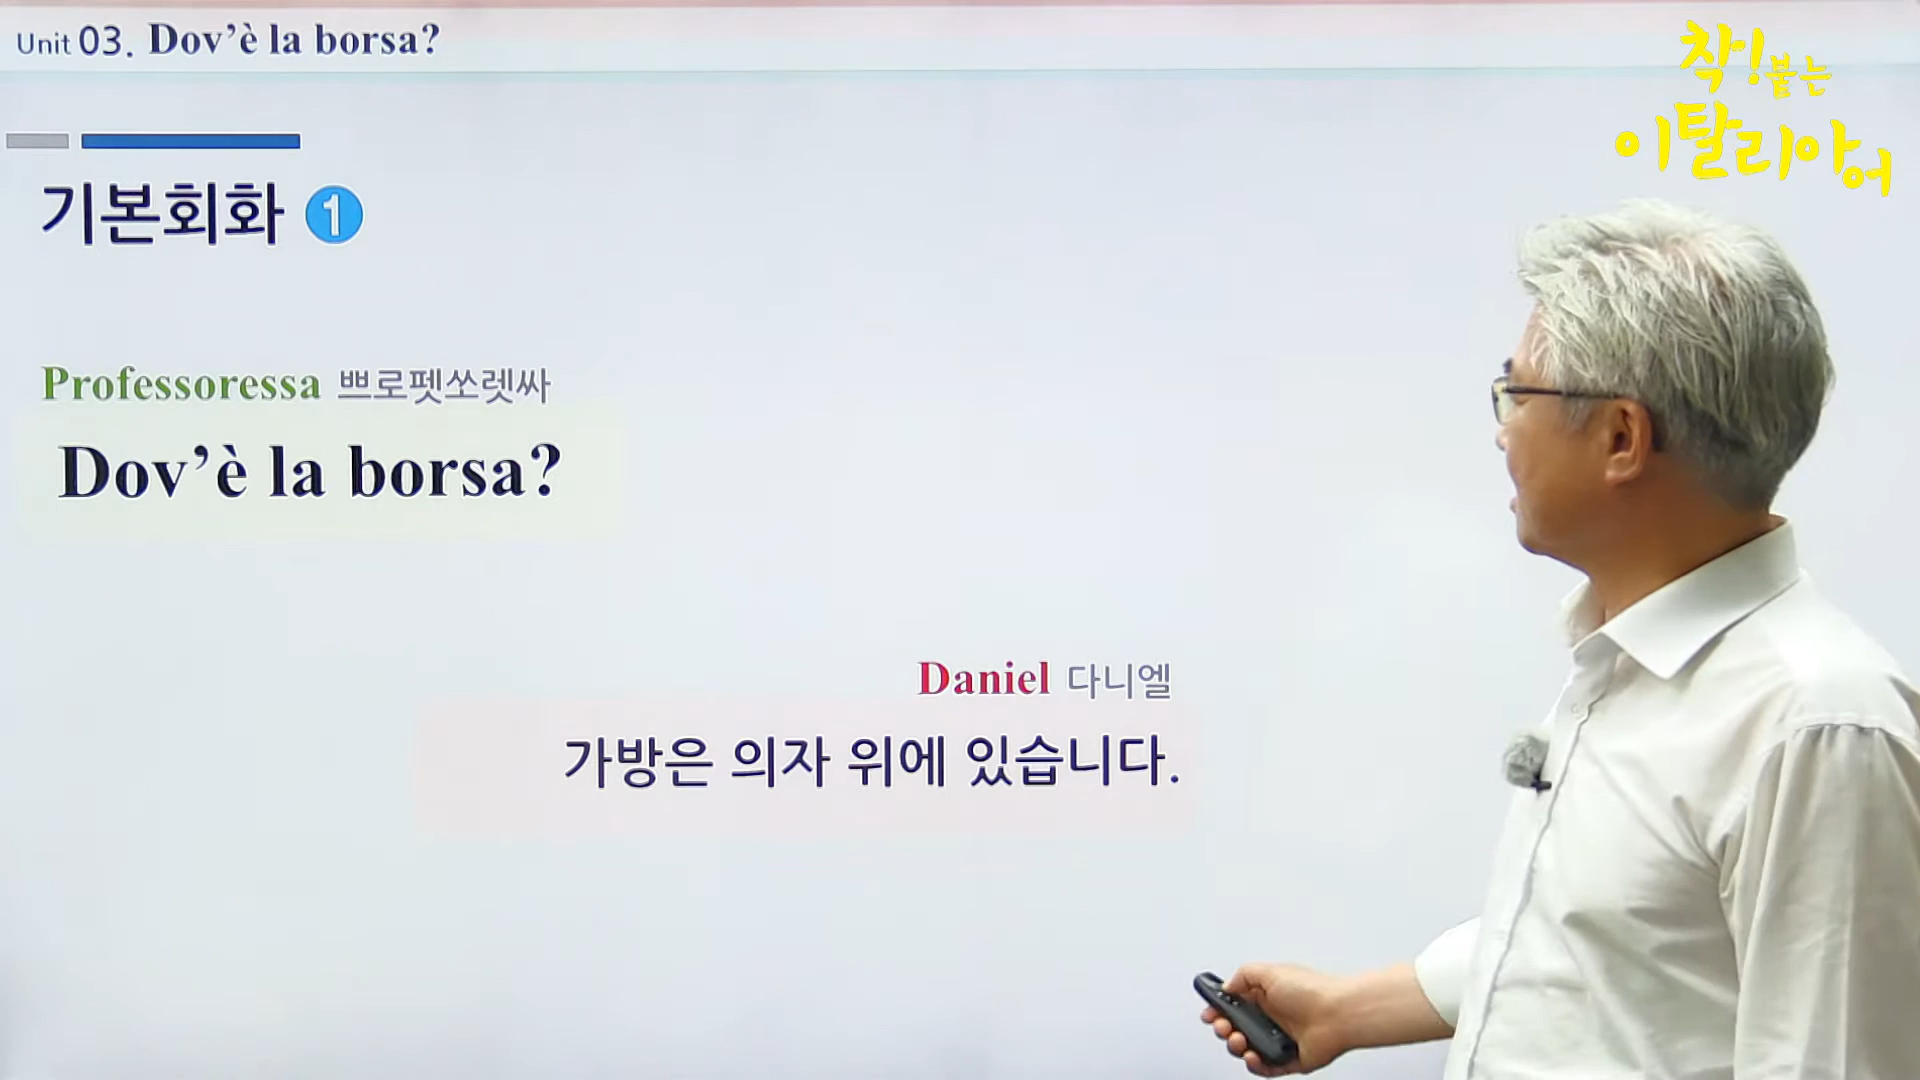 Unit 03. Dov’è la borsa?
착! 붙는
이탈리아어
기본회화 1
Professoressa 쁘로펫쏘렛싸
Dov’è la borsa?
Daniel 다니엘
가방은 의자 위에 있습니다.